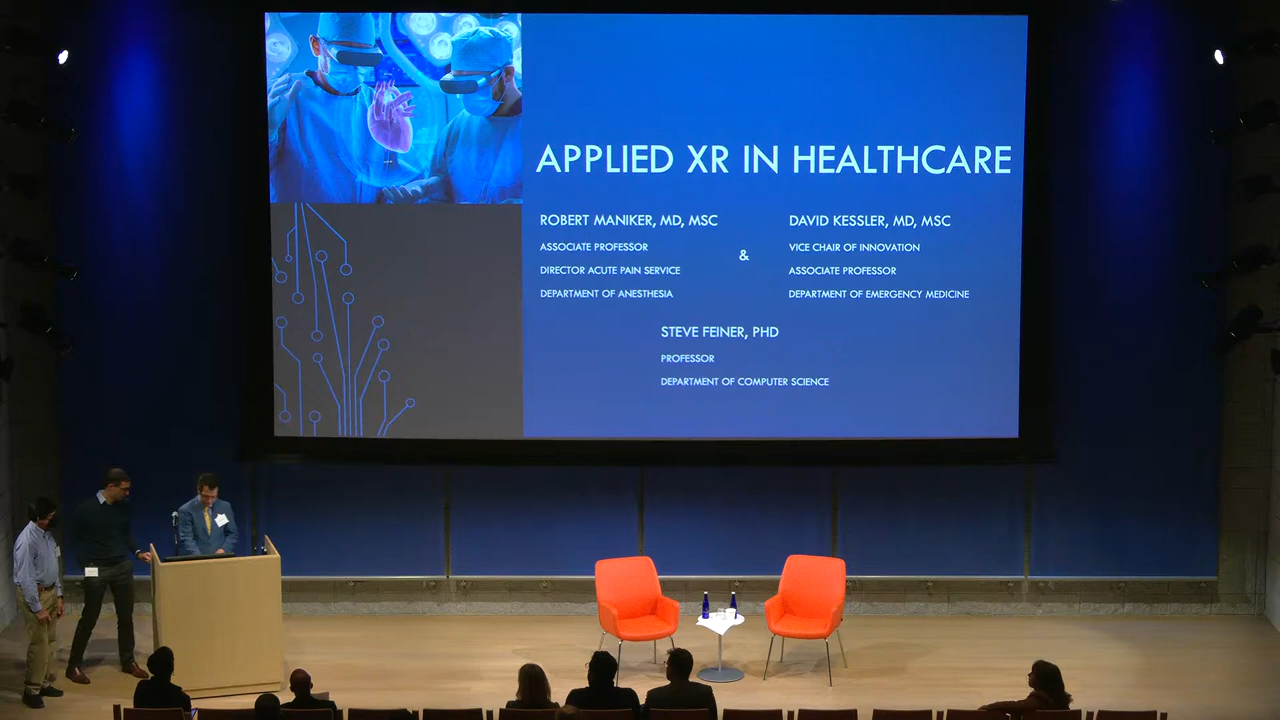 APPLIED XR IN HEALTHCARE
ROBERT MANIKER, MD, MSC
ASSOCIATE PROFESSOR
DIRECTOR ACUTE PAIN SERVICE
DEPARTMENT OF ANESTHESIA
&
DAVID KESSLER, MD, MSC
VICE CHAIR OF INNOVATION
ASSOCIATE PROFESSOR
DEPARTMENT OF EMERGENCY MEDICINE
STEVE FEINER, PHD
PROFESSOR
DEPARTMENT OF COMPUTER SCIENCE